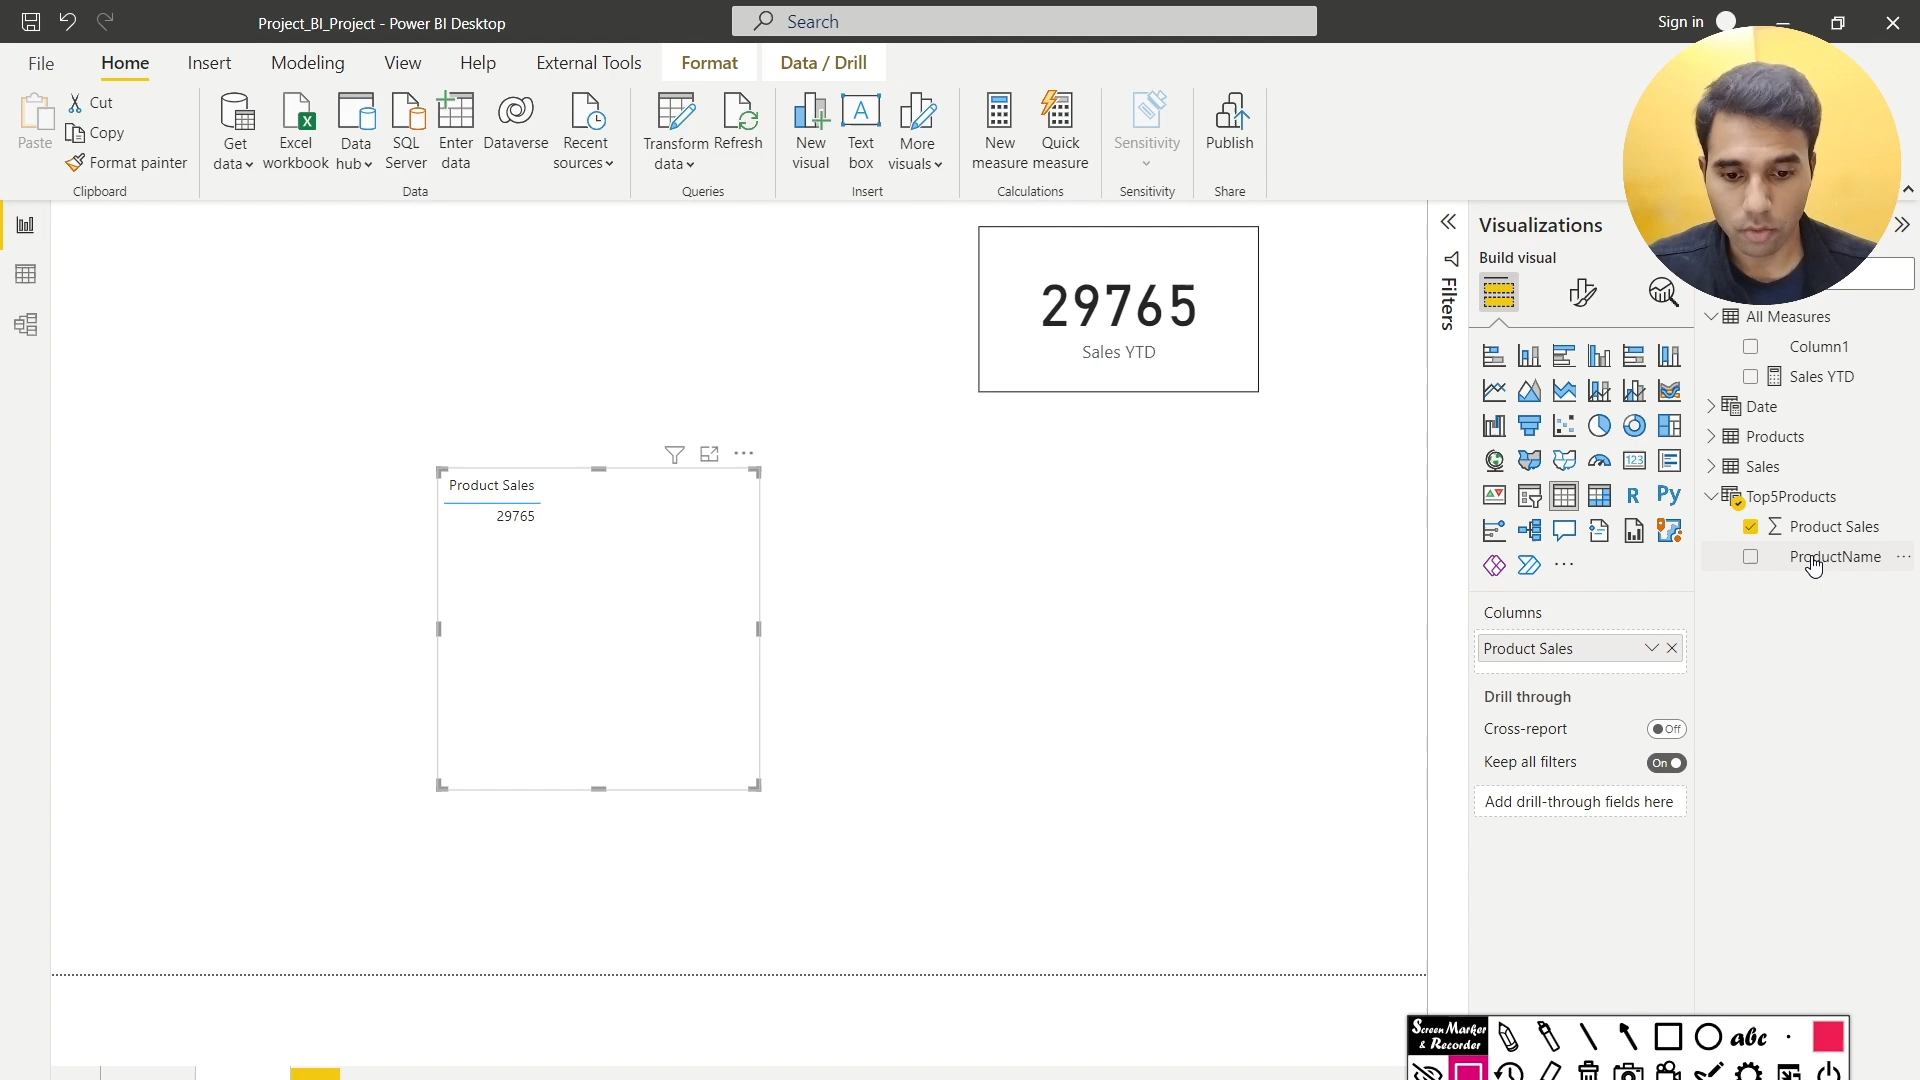 Project_BI_Project - Power BI Desktop
Search
Sign in
File
Home
Insert
Modeling
View
Help
External Tools
Format
Data / Drill
Paste
Cut
Copy
Format painter
Clipboard
Get data
Excel workbook
Data hub
SQL Server
Enter data
Dataverse
Recent sources
Data
Transform data
Refresh
Queries
New visual
Text box
More visuals
Insert
New measure
Quick measure
Calculations
Sensitivity
Sensitivity
Publish
Share
29765
Sales YTD
Product Sales
29765
Filters
Visualizations
Build visual
123
R
Py
Columns
Product Sales
Drill through
Cross-report
Off
Keep all filters
On
Add drill-through fields here
All Measures
Column1
Sales YTD
Date
Products
Sales
Top5Products
Product Sales
ProductName
Screen Marker
& Recorder
abc